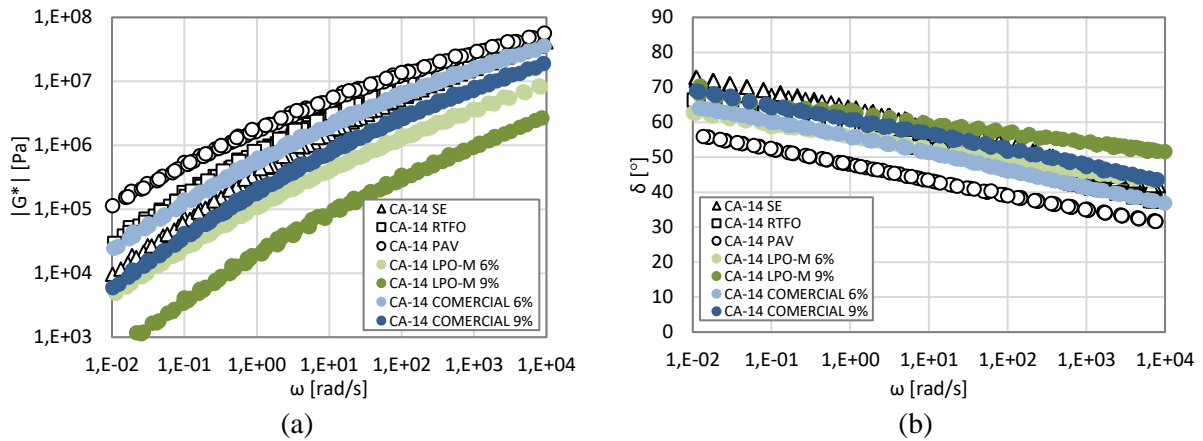 1,E+08
1,E+07
1,E+06
1,E+05
1,E+04
1,E+03
|G*| [Pa]
CA-14 SE
CA-14 RTFO
CA-14 PAV
CA-14 LPO-M 6%
CA-14 LPO-M 9%
CA-14 COMERCIAL 6%
CA-14 COMERCIAL 9%
1,E-02 1,E-01 1,E+00 1,E+01 1,E+02 1,E+03 1,E+04
ω [rad/s]
(a)
90
80
70
60
50
40
30
20
10
0
δ [°]
CA-14 SE
CA-14 RTFO
CA-14 PAV
CA-14 LPO-M 6%
CA-14 LPO-M 9%
CA-14 COMERCIAL 6%
CA-14 COMERCIAL 9%
1,E-02 1,E-01 1,E+00 1,E+01 1,E+02 1,E+03 1,E+04
ω [rad/s]
(b)